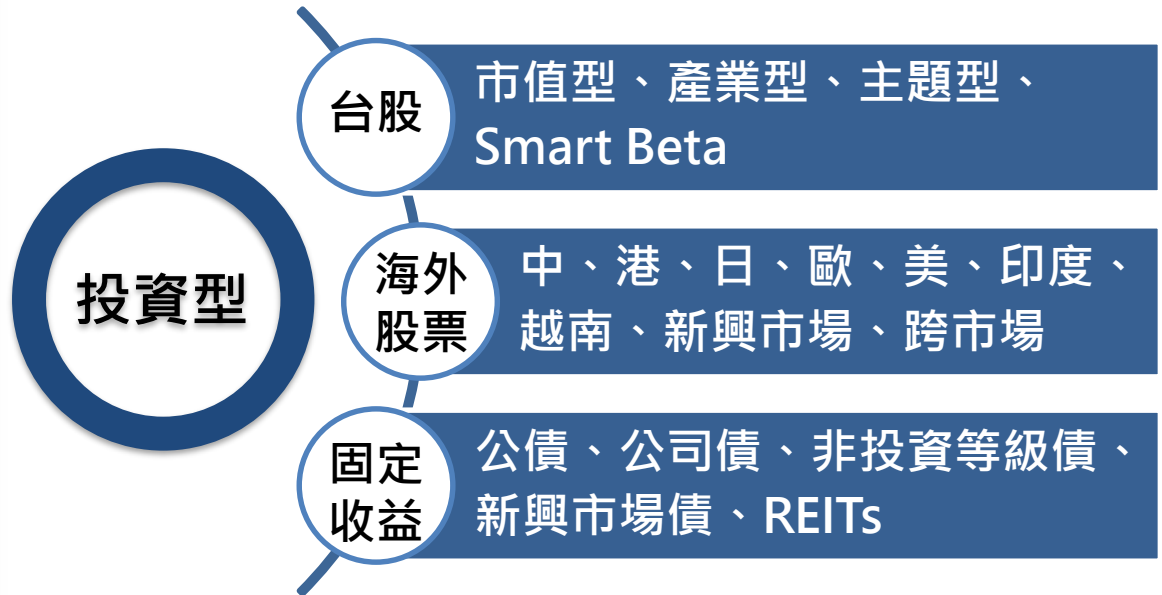 投資型
台股
市值型、產業型、主題型、
Smart Beta
海外
股票
中、港、日、歐、美、印度、
越南、新興市場、跨市場
固定
收益
公債、公司債、非投資等級債、
新興市場債、REITs